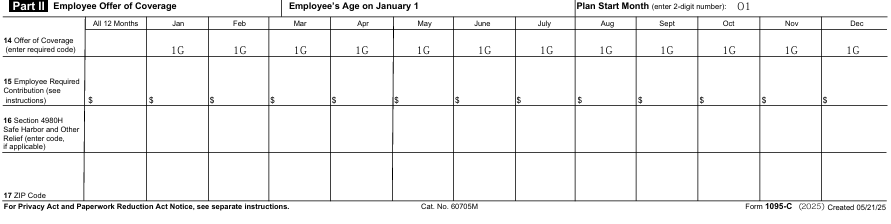 Part II Employee Offer of Coverage Employee's Age on January 1 Plan Start Month (enter 2-digit number): 01
All 12 Months Jan Feb Mar Apr May June July Aug Sept Oct Nov Dec
14 Offer of Coverage
(enter required code) 1G 1G 1G 1G 1G 1G 1G 1G 1G 1G 1G 1G
15 Employee Required
Contribution (see
instructions) $ $ $ $ $ $ $ $ $ $ $ $ $
16 Section 4980H
Safe Harbor and Other
Relief (enter code,
if applicable)
17 ZIP Code
For Privacy Act and Paperwork Reduction Act Notice, see separate instructions. Cat. No. 60705M Form 1095-C (2025) Created 05/21/25